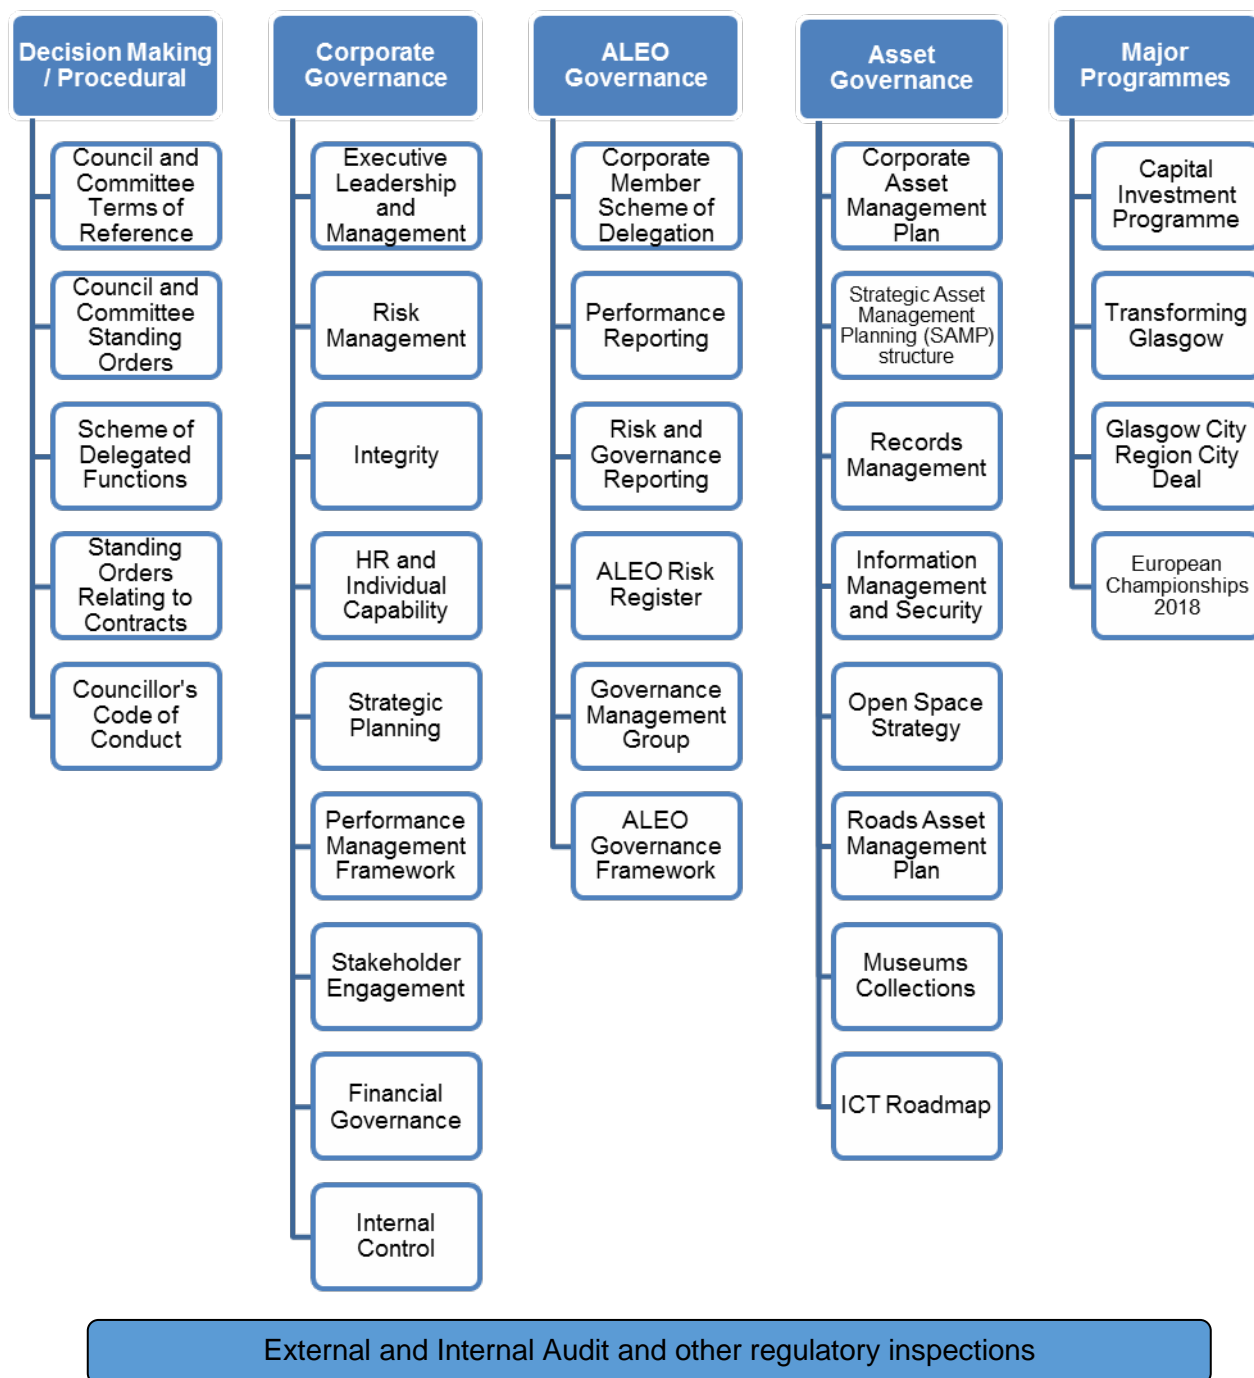 Decision Making
/ Procedural
Council and
Committee
Terms of
Reference
Council and
Committee
Standing
Orders
Scheme of
Delegated
Functions
Standing
Orders
Relating to
Contracts
Councillor's
Code of
Conduct
Corporate
Governance
Executive
Leadership
and
Management
Risk
Management
Integrity
HR and
Individual
Capability
Strategic
Planning
Performance
Management
Framework
Stakeholder
Engagement
Financial
Governance
Internal
Control
ALEO
Governance
Corporate
Member
Scheme of
Delegation
Performance
Reporting
Risk and
Governance
Reporting
ALEO Risk
Register
Governance
Management
Group
ALEO
Governance
Framework
Asset
Governance
Corporate
Asset
Management
Plan
Strategic Asset
Management
Planning (SAMP)
structure
Records
Management
Information
Management
and Security
Open Space
Strategy
Roads Asset
Management
Plan
Museums
Collections
ICT Roadmap
Major
Programmes
Capital
Investment
Programme
Transforming
Glasgow
Glasgow City
Region City
Deal
European
Championships
2018
External and Internal Audit and other regulatory inspections